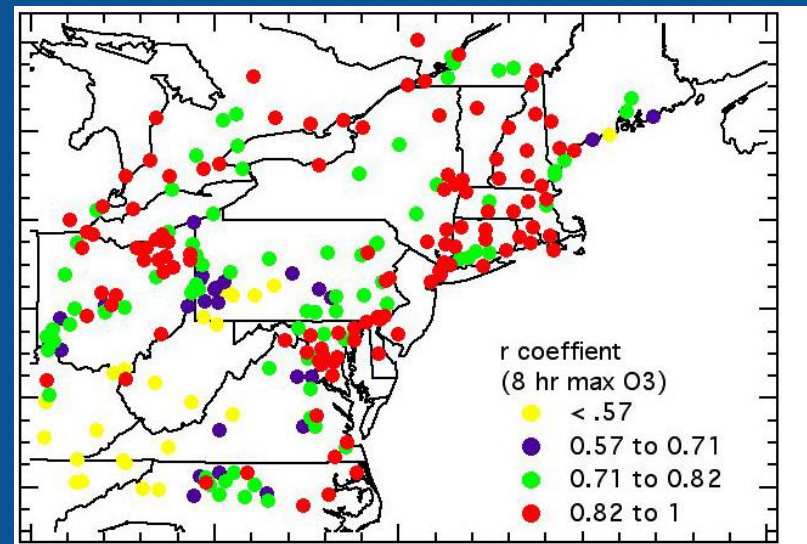 r coeffient
(8 hr max O3)
< .57
0.57 to 0.71
0.71 to 0.82
0.82 to 1